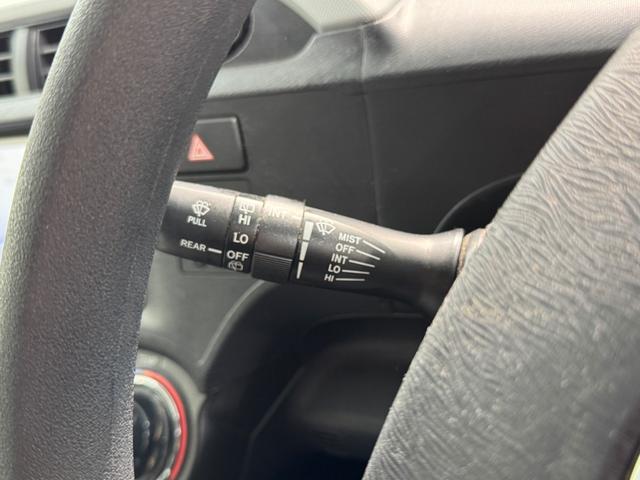 PULL
REAR
HI
LO
OFF
INT
MIST
OFF
INT
LO
HI